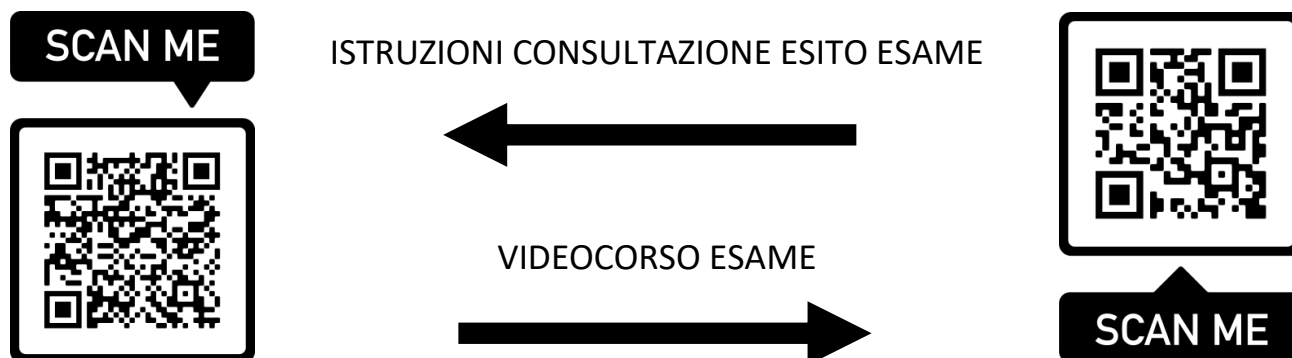 SCAN ME
ISTRUZIONI CONSULTAZIONE ESITO ESAME
VIDEOCORSO ESAME
SCAN ME